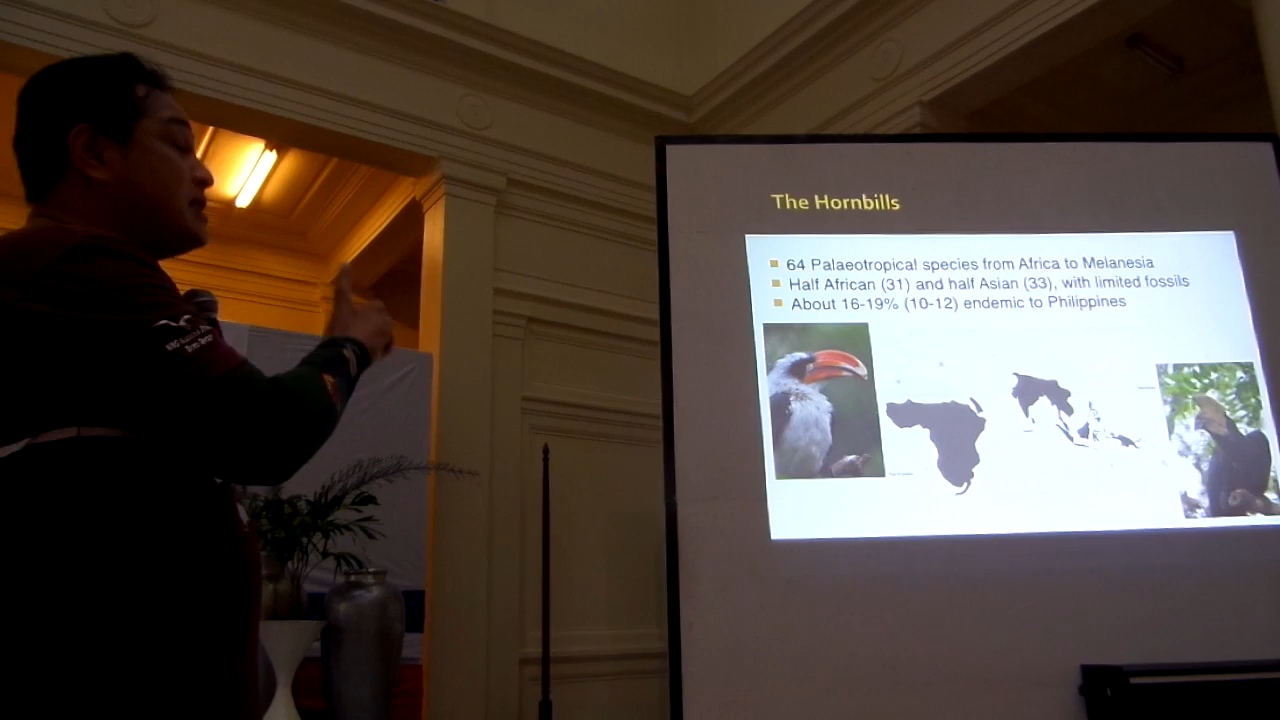 The Hornbills
64 Palaeotropical species from Africa to Melanesia
Half African (31) and half Asian (33), with limited fossils
About 16-19% (10-12) endemic to Philippines